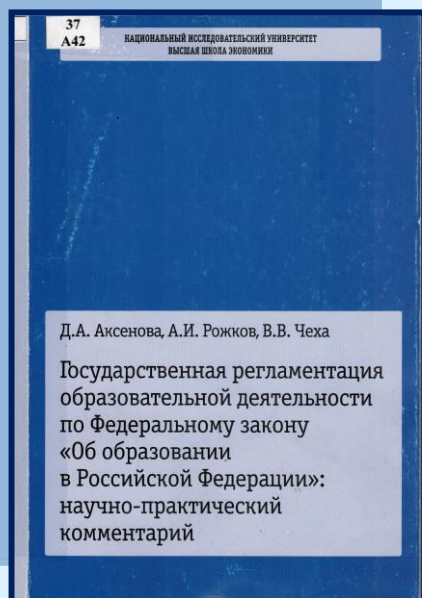 37
А42
НАЦИОНАЛЬНЫЙ ИССЛЕДОВАТЕЛЬСКИЙ УНИВЕРСИТЕТ
ВЫСШАЯ ШКОЛА ЭКОНОМИКИ
Д.А. Аксенова, А.И. Рожков, В.В. Чеха
Государственная регламентация
образовательной деятельности
по Федеральному закону
«Об образовании
в Российской Федерации»:
научно-практический
комментарий